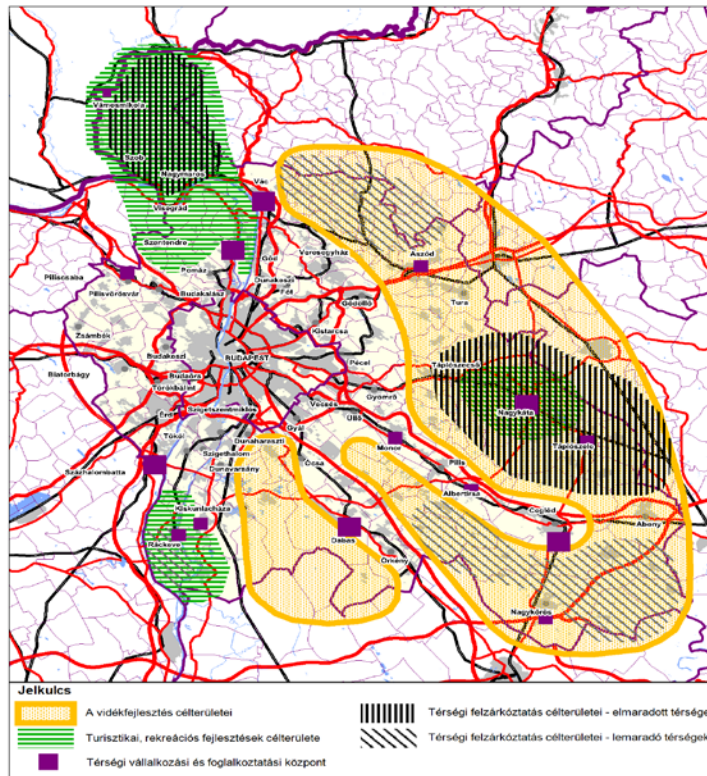 Vámosmikola
Szob
Nagymaros
Visegrád
Vác
Szentendre
Pomáz
Göd
Dunakeszi
Fót
Veresegyház
Aszód
Piliscsaba
Pilisvörösvár
Budakalász
Gödöllő
Tura
Zsámbék
Kistarcsa
Budakeszi
BUDAPEST
Pécel
Tápiószecső
Biatorbágy
Budaörs
Törökbálint
Gyömrő
Nagykáta
Érd
Szigetszentmiklós
Vecsés
Üllő
Tököl
Gyál
Dunaharaszti
Monor
Tápiószele
Szigethalom
Ócsa
Pilis
Százhalombatta
Dunavarsány
Albertirsa
Kiskunlacháza
Cegléd
Abony
Ráckeve
Dabas
Örkény
Nagykőrös
Jelkulcs
A vidékfejlesztés célterületei
Turisztikai, rekreációs fejlesztések célterülete
Térségi vállalkozási és foglalkoztatási központ
Térségi felzárkóztatás célterületei - elmaradott térsége
Térségi felzárkóztatás célterületei - lemaradó térségek